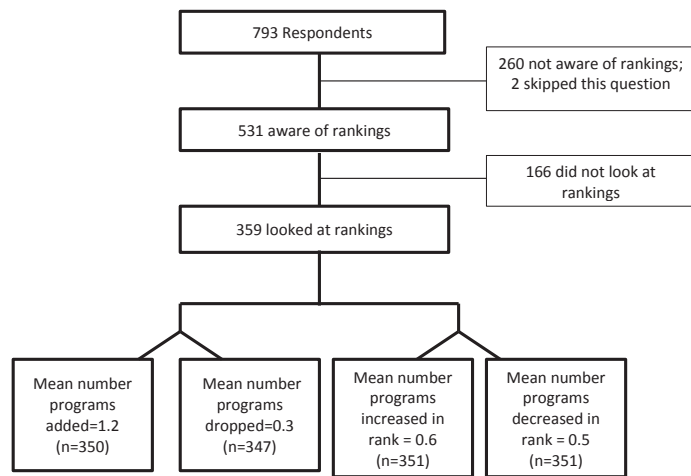 793 Respondents
260 not aware of rankings;
2 skipped this question
531 aware of rankings
166 did not look at
rankings
359 looked at rankings
Mean number
programs
added=1.2
(n=350)
Mean number
programs
dropped=0.3
(n=347)
Mean number
programs
increased in
rank = 0.6
(n=351)
Mean number
programs
decreased in
rank = 0.5
(n=351)